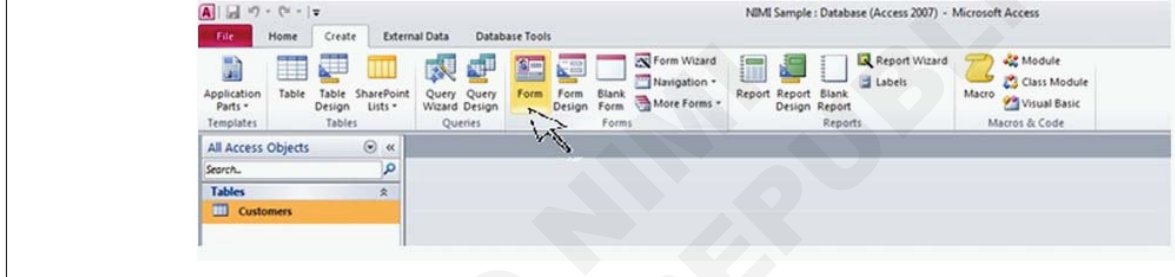 NIMI Sample : Database (Access 2007) - Microsoft Access
File Home Create External Data Database Tools
Application Parts
Table
Table Design
SharePoint Lists
Query Wizard
Query Design
Form
Form Design
Blank Form
Form Wizard
Navigation
More Forms
Report
Report Design
Blank Report
Report Wizard
Labels
Macro
Module
Class Module
Visual Basic
Templates Tables Queries Forms Reports Macros & Code
All Access Objects
Search..
Tables
Customers